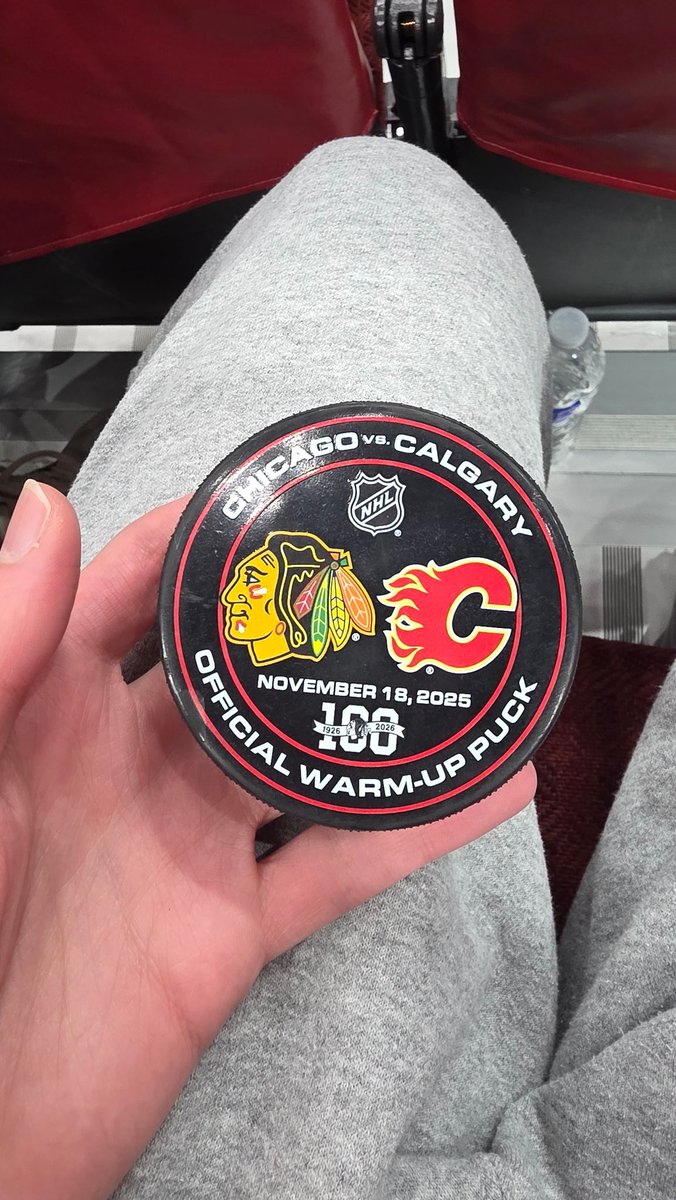 CHICAGO VS. CALGARY
NHL
NOVEMBER 18, 2025
100
1926 2026
OFFICIAL WARM-UP PUCK